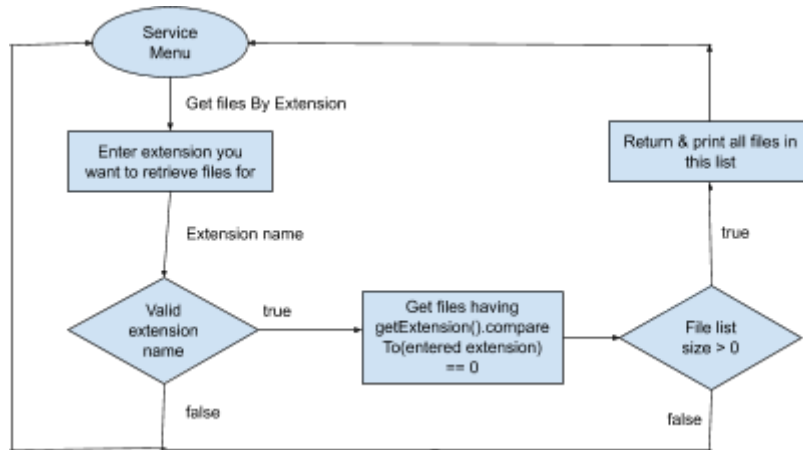 Service
Menu
Get files By Extension
Enter extension you
want to retrieve files for
Return & print all files in
this list
Extension name
true
Valid
extension
name
true
Get files having
getExtension().compare
To(entered extension)
== 0
File list
size > 0
false
false